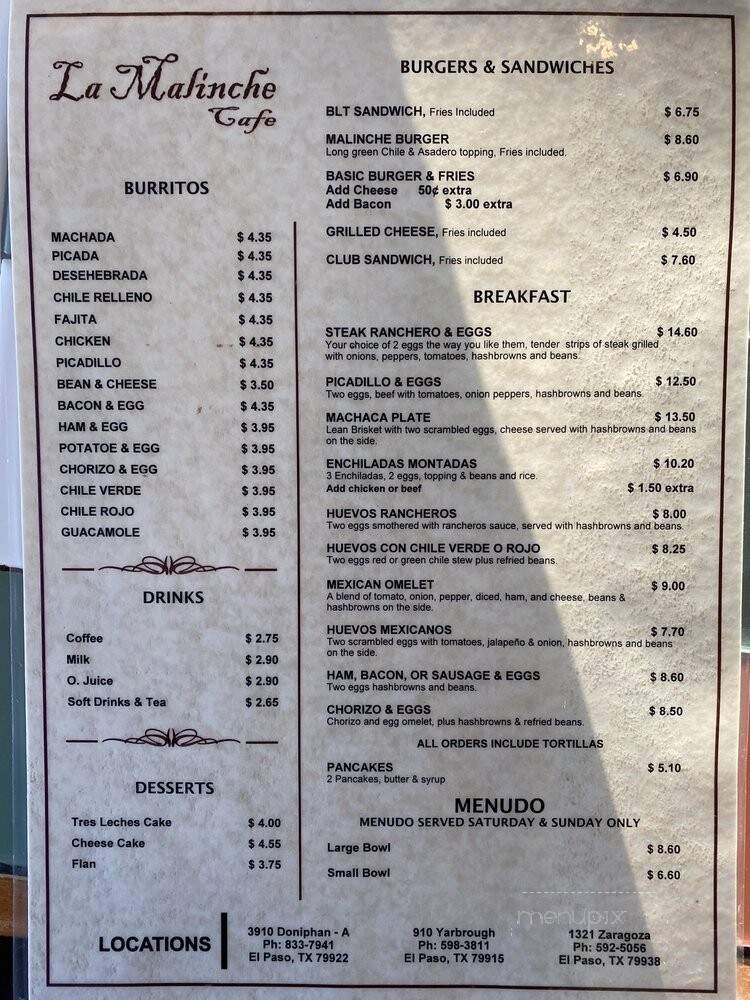 La Malinche
Cafe
BURRITOS
MACHADA $ 4.35
PICADA $ 4.35
DESEHEBRADA $ 4.35
CHILE RELLENO $ 4.35
FAJITA $ 4.35
CHICKEN $ 4.35
PICADILLO $ 4.35
BEAN & CHEESE $ 3.50
BACON & EGG $ 4.35
HAM & EGG $ 3.95
POTATOE & EGG $ 3.95
CHORIZO & EGG $ 3.95
CHILE VERDE $ 3.95
CHILE ROJO $ 3.95
GUACAMOLE $ 3.95
DRINKS
Coffee $ 2.75
Milk $ 2.90
O. Juice $ 2.90
Soft Drinks & Tea $ 2.65
DESSERTS
Tres Leches Cake $ 4.00
Cheese Cake $ 4.55
Flan $ 3.75
BURGERS & SANDWICHES
BLT SANDWICH, Fries Included $ 6.75
MALINCHE BURGER $ 8.60
Long green Chile & Asadero topping, Fries included.
BASIC BURGER & FRIES $ 6.90
Add Cheese 50¢ extra
Add Bacon $ 3.00 extra
GRILLED CHEESE, Fries included $ 4.50
CLUB SANDWICH, Fries included $ 7.60
BREAKFAST
STEAK RANCHERO & EGGS $ 14.60
Your choice of 2 eggs the way you like them, tender strips of steak grilled
with onions, peppers, tomatoes, hashbrowns and beans.
PICADILLO & EGGS $ 12.50
Two eggs, beef with tomatoes, onion peppers, hashbrowns and beans.
MACHACA PLATE $ 13.50
Lean Brisket with two scrambled eggs, cheese served with hashbrowns and beans
on the side.
ENCHILADAS MONTADAS $ 10.20
3 Enchiladas, 2 eggs, topping & beans and rice.
Add chicken or beef $ 1.50 extra
HUEVOS RANCHEROS $ 8.00
Two eggs smothered with rancheros sauce, served with hashbrowns and beans.
HUEVOS CON CHILE VERDE O ROJO $ 8.25
Two eggs red or green chile stew plus refried beans.
MEXICAN OMELET $ 9.00
A blend of tomato, onion, pepper, diced, ham, and cheese, beans &
hashbrowns on the side.
HUEVOS MEXICANOS $ 7.70
Two scrambled eggs with tomatoes, jalapeño & onion, hashbrowns and beans
on the side.
HAM, BACON, OR SAUSAGE & EGGS $ 8.60
Two eggs hashbrowns and beans.
CHORIZO & EGGS $ 8.50
Chorizo and egg omelet, plus hashbrowns & refried beans.
ALL ORDERS INCLUDE TORTILLAS
PANCAKES $ 5.10
2 Pancakes, butter & syrup
MENUDO
MENUDO SERVED SATURDAY & SUNDAY ONLY
Large Bowl $ 8.60
Small Bowl $ 6.60
menupix
LOCATIONS
3910 Doniphan - A
Ph: 833-7941
El Paso, TX 79922
910 Yarbrough
Ph: 598-3811
El Paso, TX 79915
1321 Zaragoza
Ph: 592-5056
El Paso, TX 79938